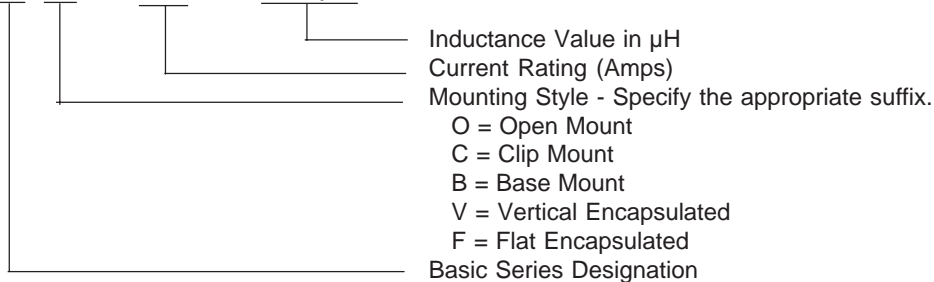 Inductance Value in µH
Current Rating (Amps)
Mounting Style - Specify the appropriate suffix.
O = Open Mount
C = Clip Mount
B = Base Mount
V = Vertical Encapsulated
F = Flat Encapsulated
Basic Series Designation